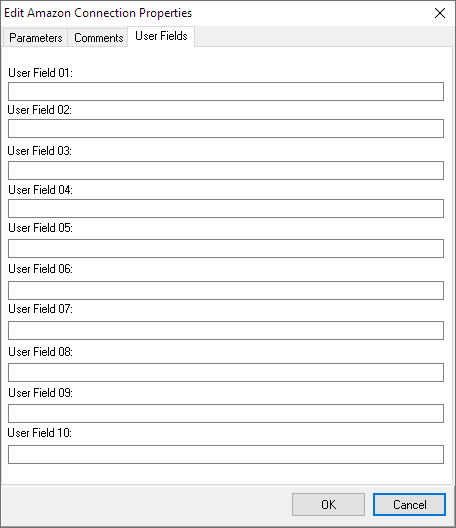 Edit Amazon Connection Properties
Parameters Comments User Fields
User Field 01:
User Field 02:
User Field 03:
User Field 04:
User Field 05:
User Field 06:
User Field 07:
User Field 08:
User Field 09:
User Field 10:
OK Cancel